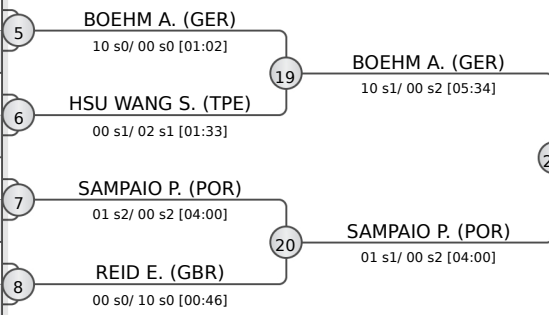 5
BOEHM A. (GER)
10 s0/ 00 s0 [01:02]
19
BOEHM A. (GER)
10 s1/ 00 s2 [05:34]
6
HSU WANG S. (TPE)
00 s1/ 02 s1 [01:33]
7
SAMPAIO P. (POR)
01 s2/ 00 s2 [04:00]
20
SAMPAIO P. (POR)
01 s1/ 00 s2 [04:00]
8
REID E. (GBR)
00 s0/ 10 s0 [00:46]